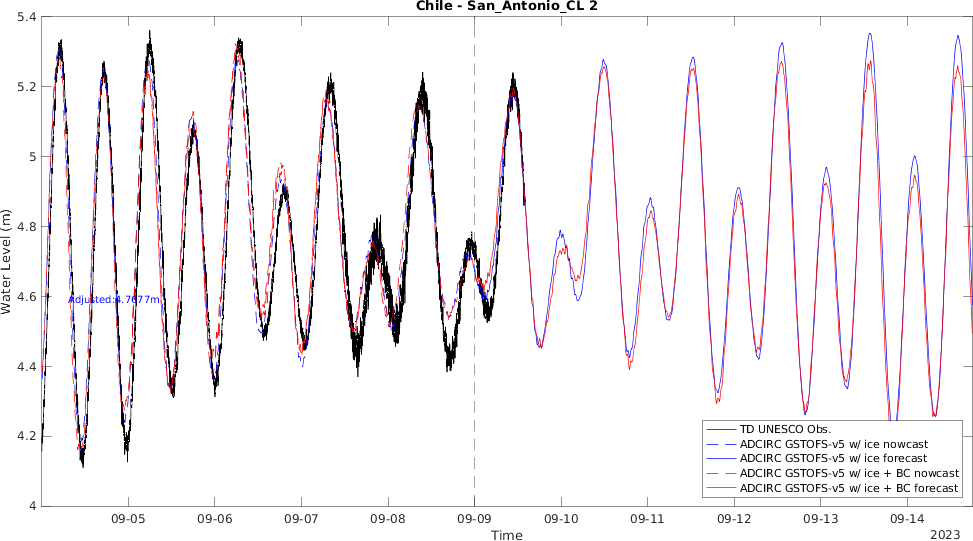 Chile - San_Antonio_CL 2
5.4
5.2
5
4.8
4.6
4.4
4.2
4
Water Level (m)
Adjusted:4.7677m
TD UNESCO Obs.
ADCIRC GSTOFS-v5 w/ ice nowcast
ADCIRC GSTOFS-v5 w/ ice forecast
ADCIRC GSTOFS-v5 w/ ice + BC nowcast
ADCIRC GSTOFS-v5 w/ ice + BC forecast
09-05 09-06 09-07 09-08 09-09 09-10 09-11 09-12 09-13 09-14
Time
2023